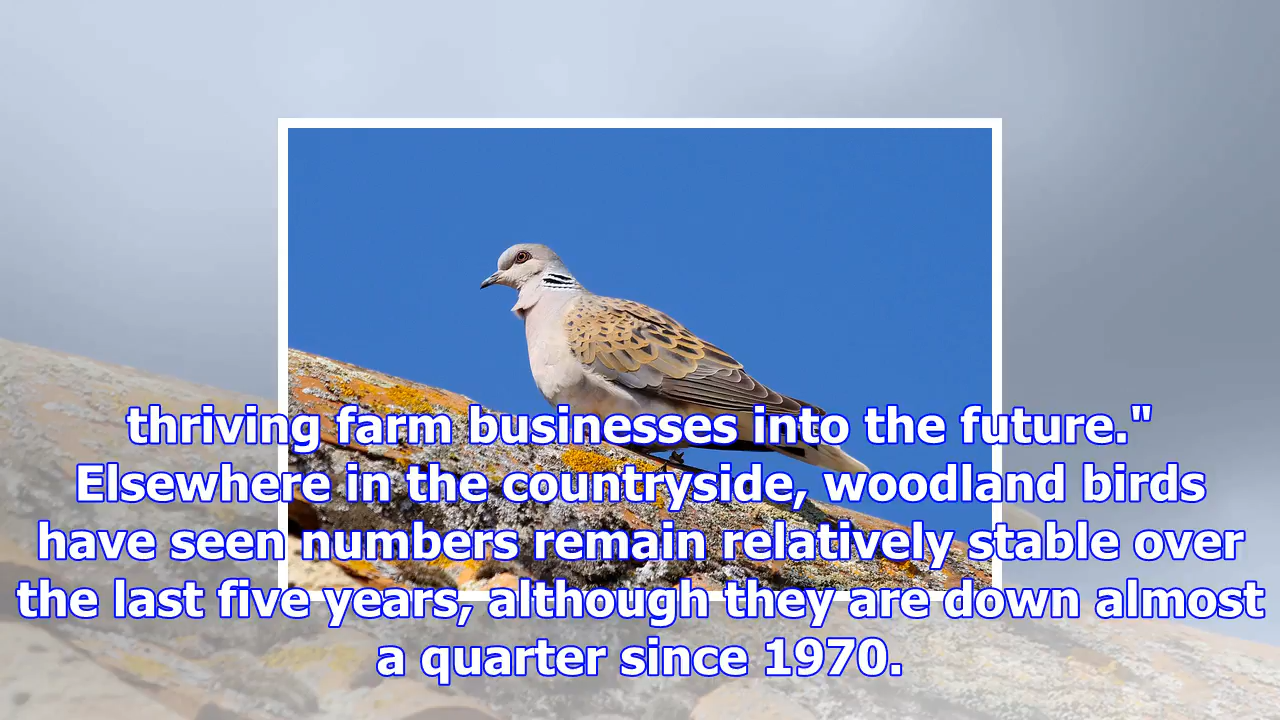 thriving farm businesses into the future."
Elsewhere in the countryside, woodland birds
have seen numbers remain relatively stable over
the last five years, although they are down almost
a quarter since 1970.